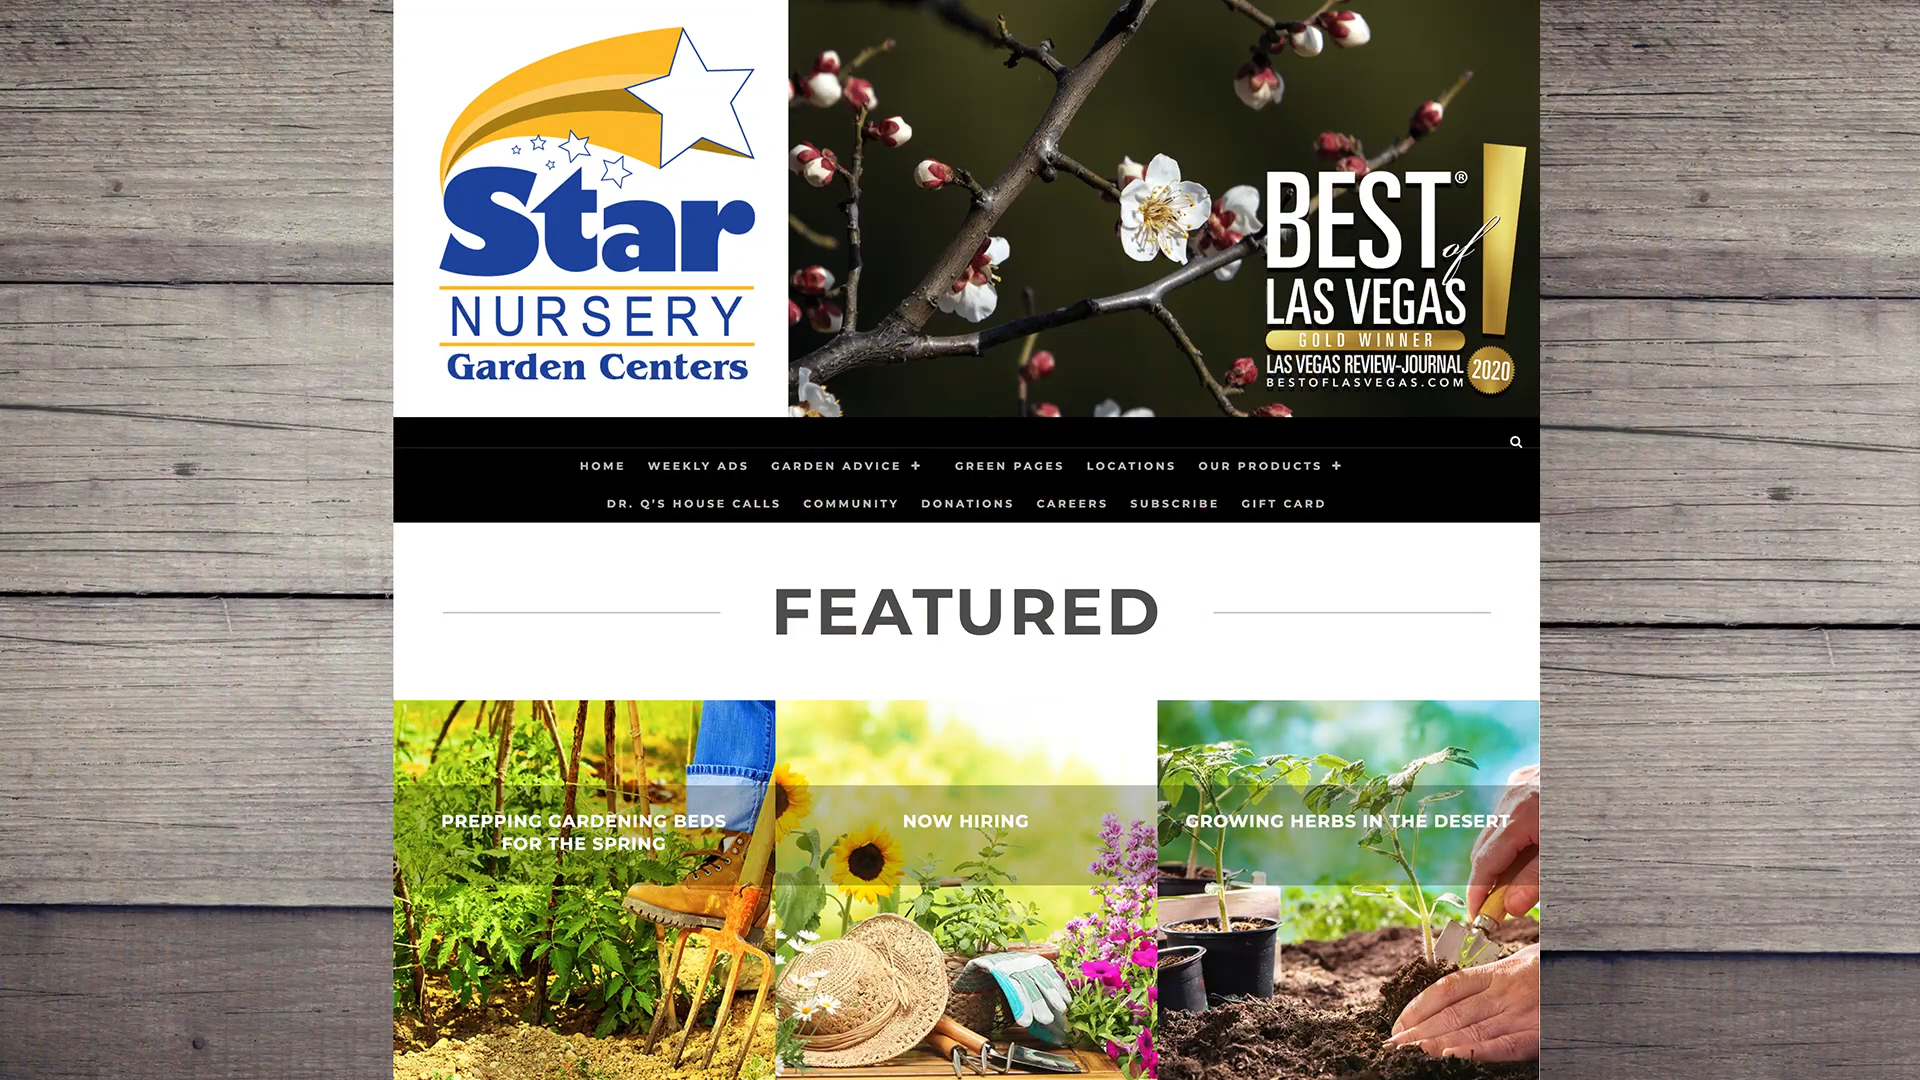 Star
NURSERY
Garden Centers
BEST®
of
LAS VEGAS
GOLD WINNER
LAS VEGAS REVIEW-JOURNAL
BESTOFLASVEGAS.COM
2020
HOME WEEKLY ADS GARDEN ADVICE + GREEN PAGES LOCATIONS OUR PRODUCTS +
DR. Q'S HOUSE CALLS COMMUNITY DONATIONS CAREERS SUBSCRIBE GIFT CARD
FEATURED
PREPPING GARDENING BEDS
FOR THE SPRING
NOW HIRING
GROWING HERBS IN THE DESERT